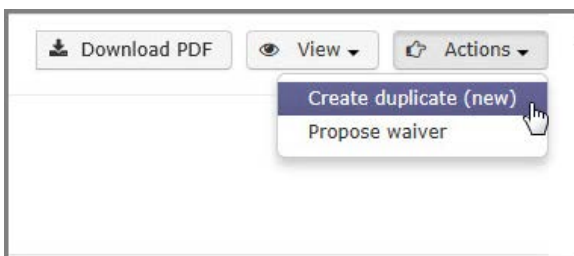 Download PDF View Actions
Create duplicate (new)
Propose waiver